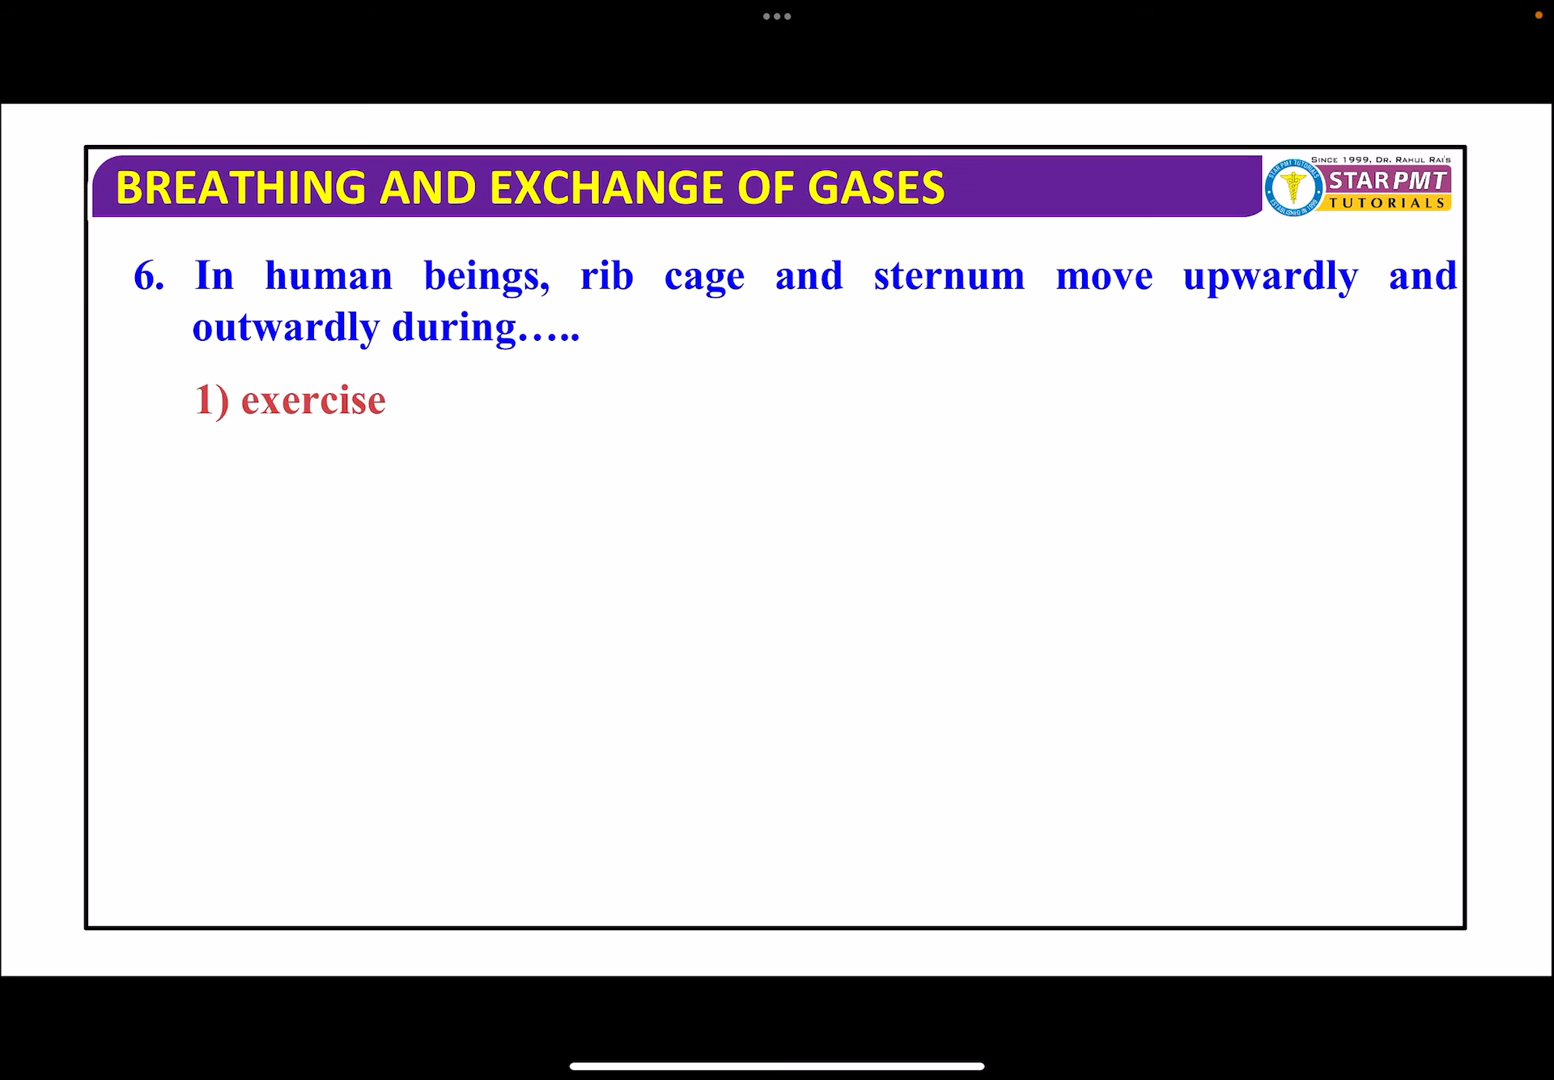 BREATHING AND EXCHANGE OF GASES
SINCE 1999, DR. RAHUL RAI'S
STAR PMT
TUTORIALS
6. In human beings, rib cage and sternum move upwardly and
outwardly during…..
1) exercise